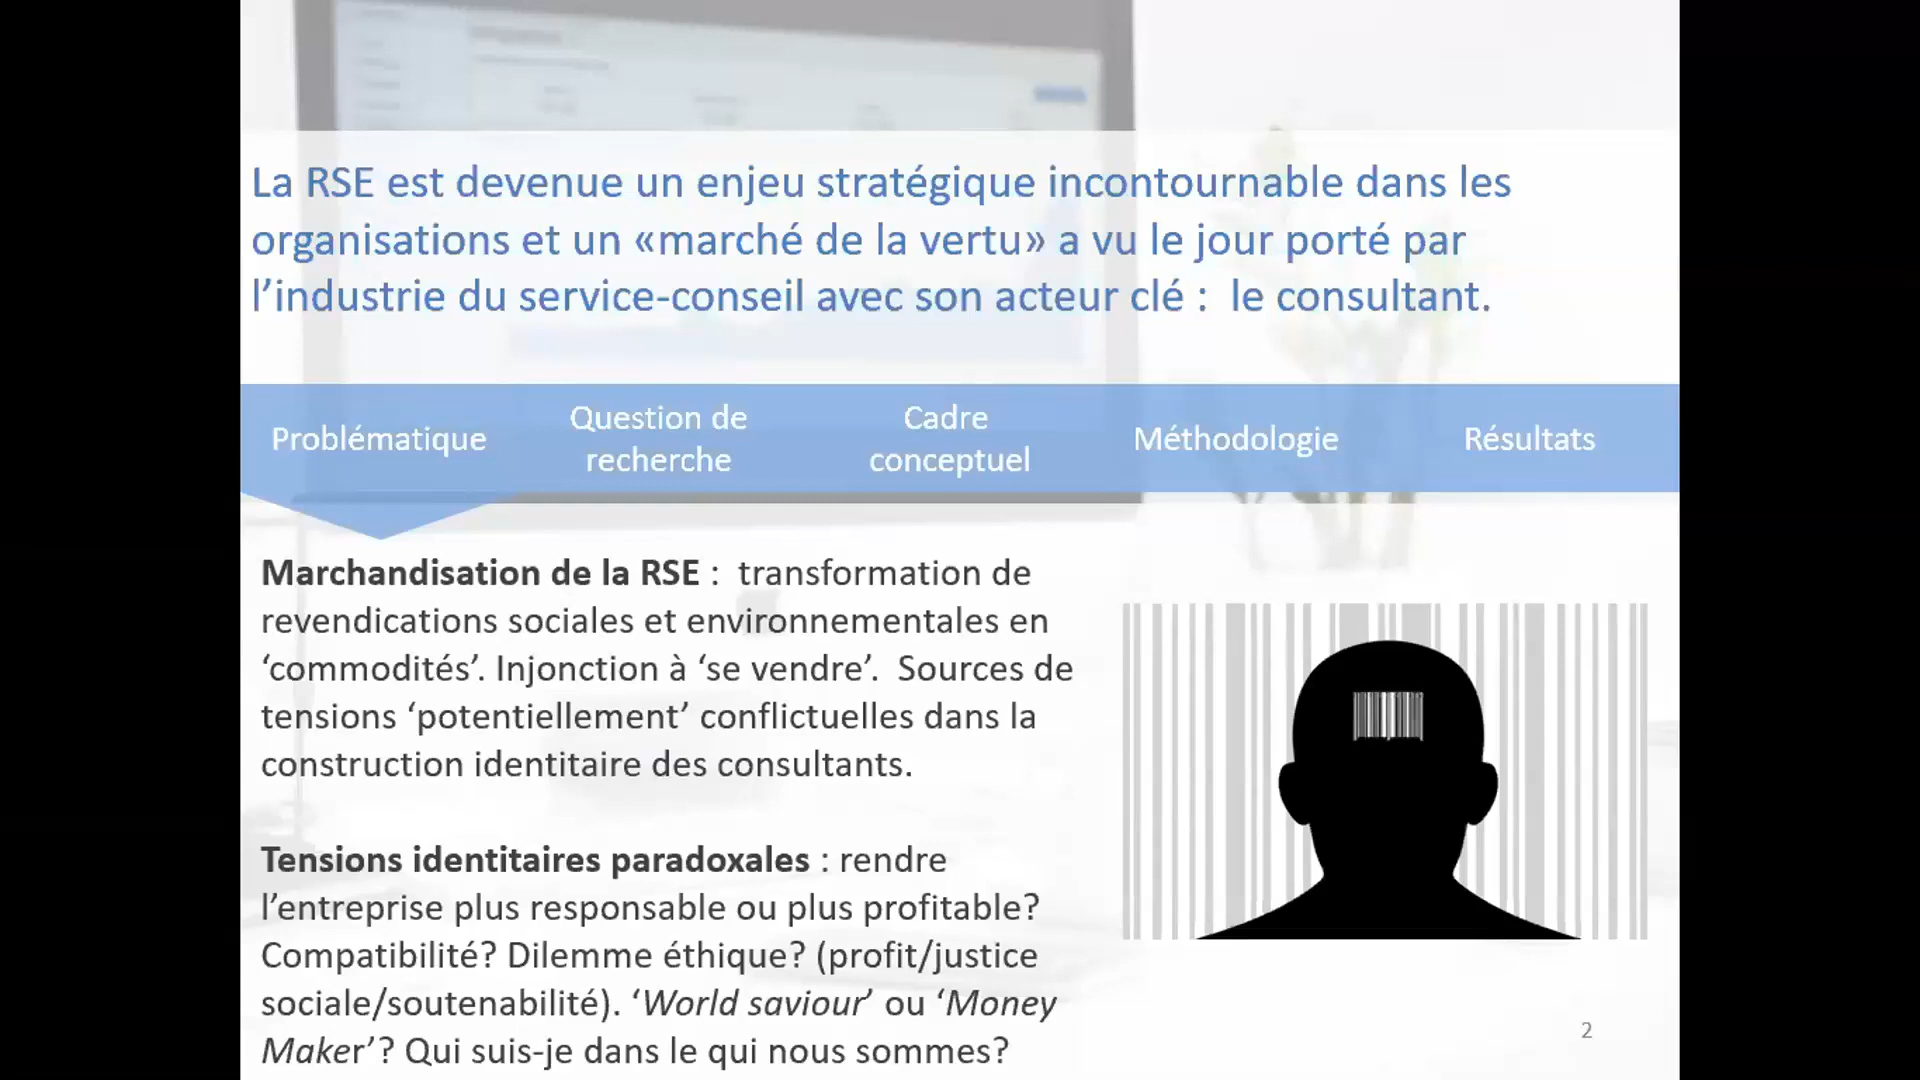 La RSE est devenue un enjeu stratégique incontournable dans les
organisations et un «marché de la vertu» a vu le jour porté par
l’industrie du service-conseil avec son acteur clé :  le consultant.
Problématique
Question de
recherche
Cadre
conceptuel
Méthodologie
Résultats
Marchandisation de la RSE :  transformation de
revendications sociales et environnementales en
‘commodités’. Injonction à ‘se vendre’.  Sources de
tensions ‘potentiellement’ conflictuelles dans la
construction identitaire des consultants.
Tensions identitaires paradoxales : rendre
l’entreprise plus responsable ou plus profitable?
Compatibilité? Dilemme éthique? (profit/justice
sociale/soutenabilité). ‘World saviour’ ou ‘Money
Maker’? Qui suis-je dans le qui nous sommes?
2